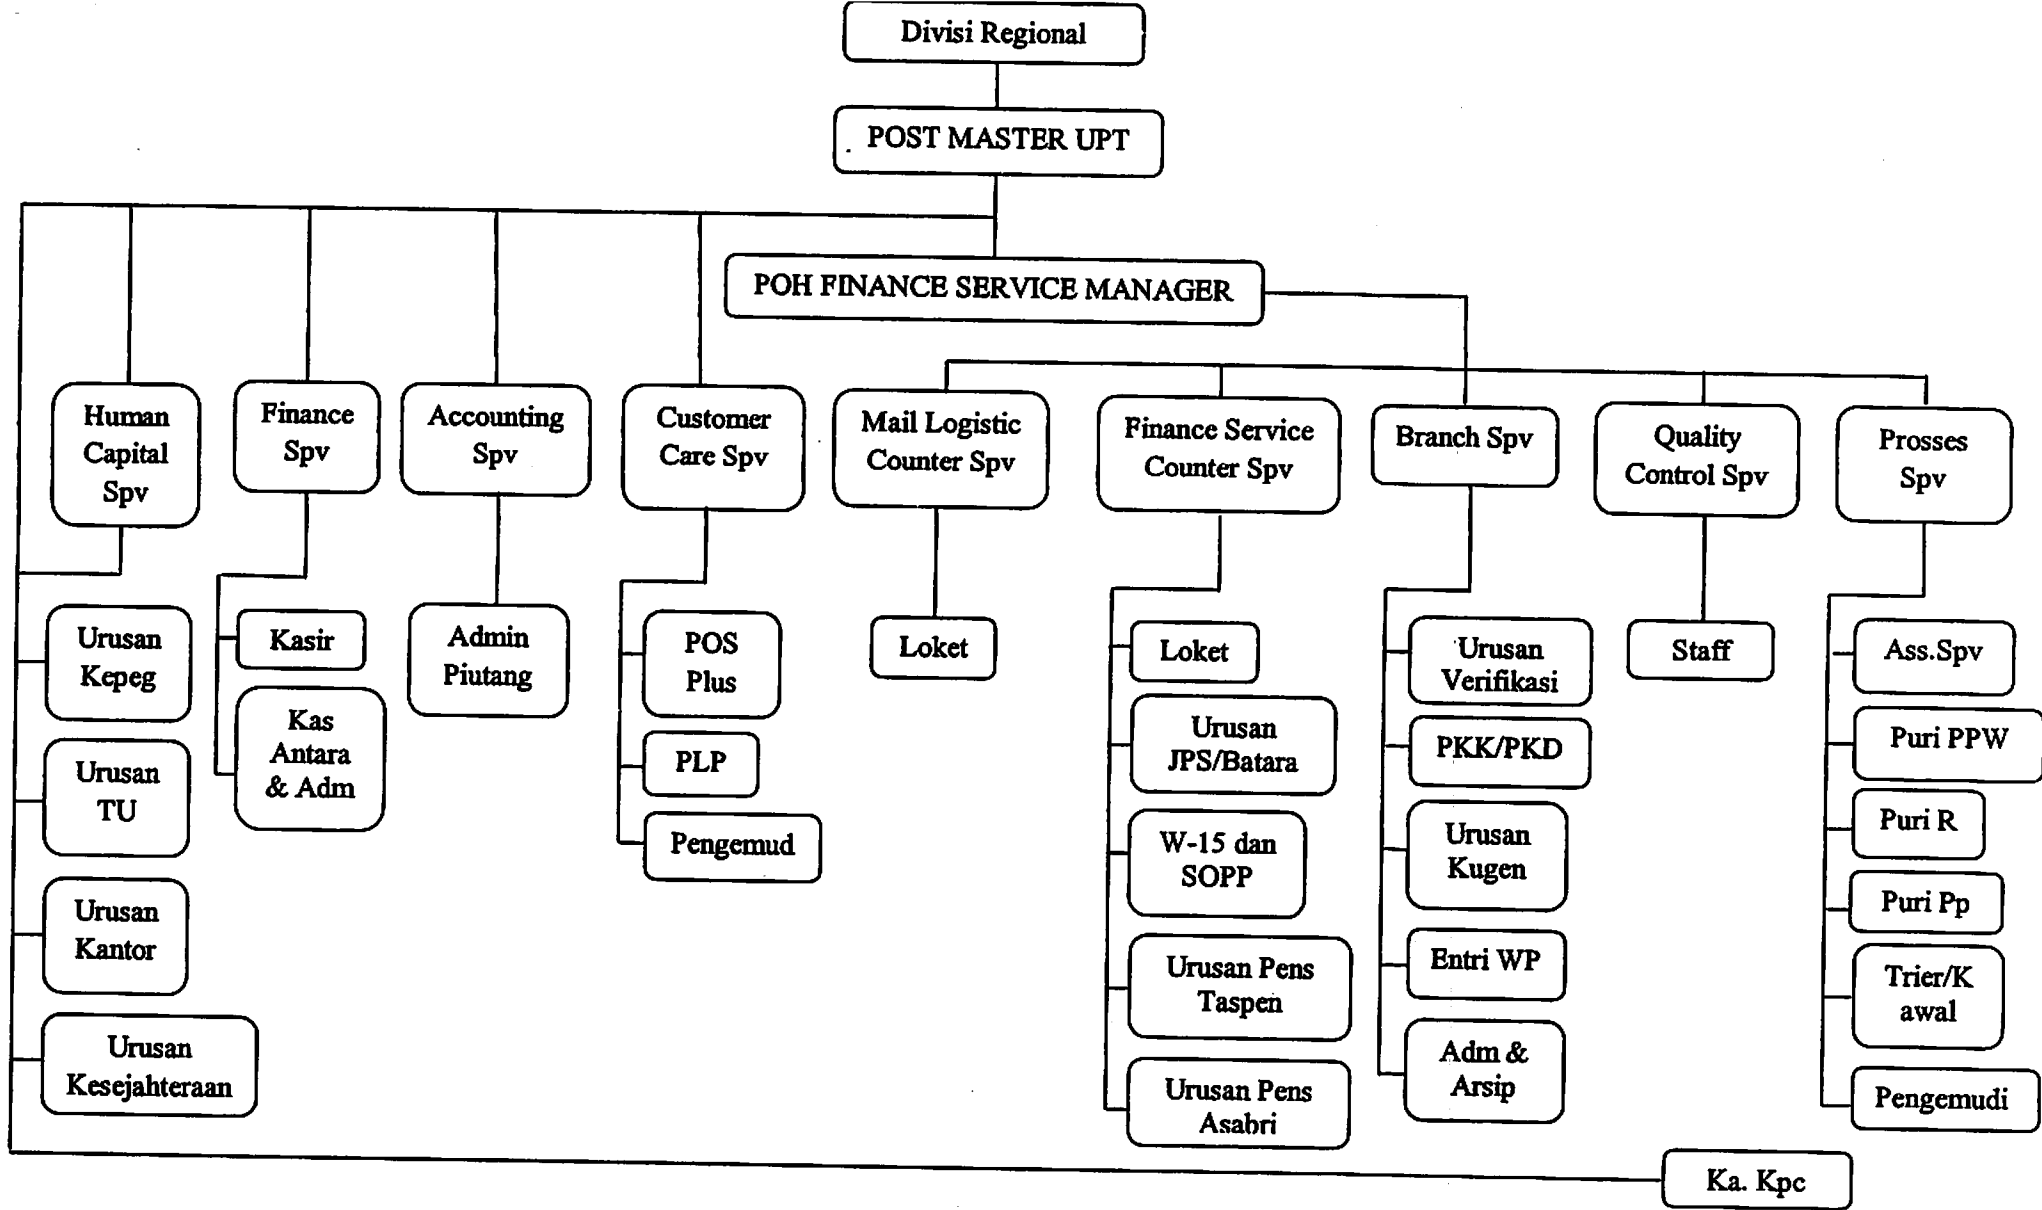 Divisi Regional
POST MASTER UPT
POH FINANCE SERVICE MANAGER
Human
Capital
Spv
Finance
Spv
Accounting
Spv
Customer
Care Spv
Mail Logistic
Counter Spv
Finance Service
Counter Spv
Branch Spv
Quality
Control Spv
Prosses
Spv
Urusan
Kepeg
Urusan
TU
Urusan
Kantor
Urusan
Kesejahteraan
Kasir
Kas
Antara
& Adm
Admin
Piutang
POS
Plus
PLP
Pengemud
Loket
Loket
Urusan
JPS/Batara
W-15 dan
SOPP
Urusan Pens
Taspen
Urusan Pens
Asabri
Urusan
Verifikasi
PKK/PKD
Urusan
Kugen
Entri WP
Adm &
Arsip
Staff
Ass.Spv
Puri PPW
Puri R
Puri Pp
Trier/K
awal
Pengemudi
Ka. Kpc